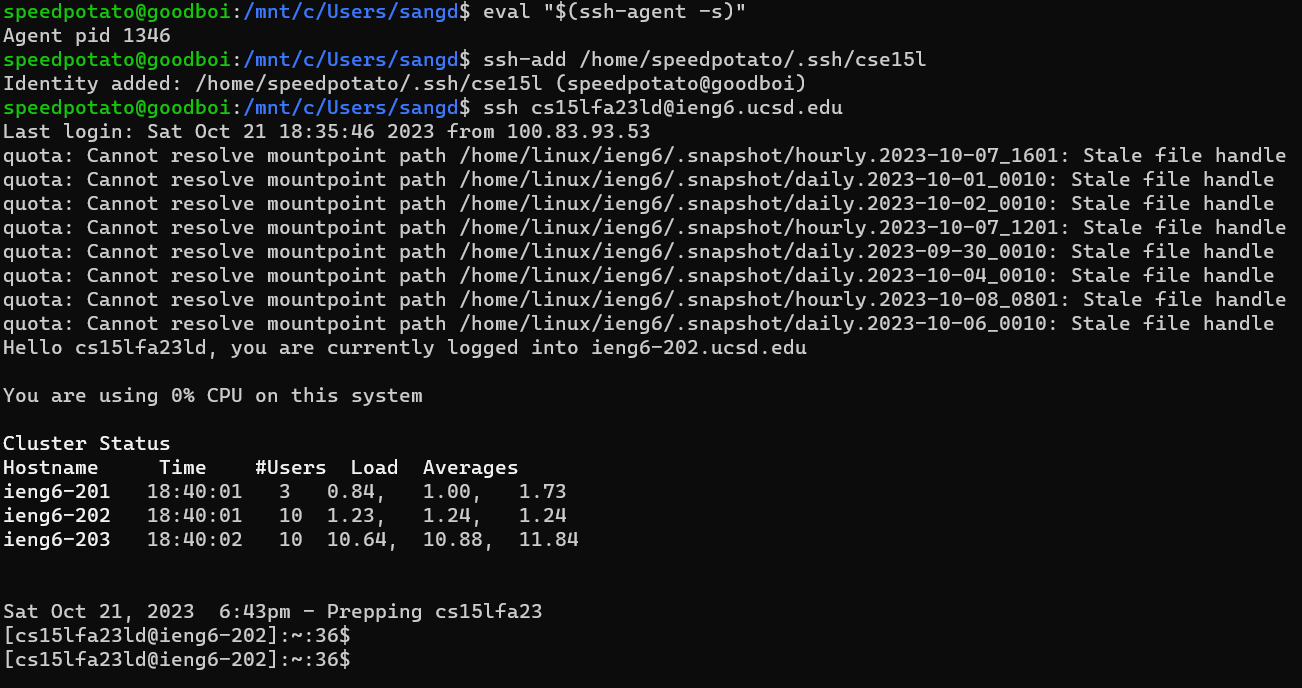 speedpotato@goodboi:/mnt/c/Users/sangd$ eval "$(ssh-agent -s)"
Agent pid 1346
speedpotato@goodboi:/mnt/c/Users/sangd$ ssh-add /home/speedpotato/.ssh/cse15l
Identity added: /home/speedpotato/.ssh/cse15l (speedpotato@goodboi)
speedpotato@goodboi:/mnt/c/Users/sangd$ ssh cs15lfa23ld@ieng6.ucsd.edu
Last login: Sat Oct 21 18:35:46 2023 from 100.83.93.53
quota: Cannot resolve mountpoint path /home/linux/ieng6/.snapshot/hourly.2023-10-07_1601: Stale file handle
quota: Cannot resolve mountpoint path /home/linux/ieng6/.snapshot/daily.2023-10-01_0010: Stale file handle
quota: Cannot resolve mountpoint path /home/linux/ieng6/.snapshot/daily.2023-10-02_0010: Stale file handle
quota: Cannot resolve mountpoint path /home/linux/ieng6/.snapshot/hourly.2023-10-07_1201: Stale file handle
quota: Cannot resolve mountpoint path /home/linux/ieng6/.snapshot/daily.2023-09-30_0010: Stale file handle
quota: Cannot resolve mountpoint path /home/linux/ieng6/.snapshot/daily.2023-10-04_0010: Stale file handle
quota: Cannot resolve mountpoint path /home/linux/ieng6/.snapshot/hourly.2023-10-08_0801: Stale file handle
quota: Cannot resolve mountpoint path /home/linux/ieng6/.snapshot/daily.2023-10-06_0010: Stale file handle
Hello cs15lfa23ld, you are currently logged into ieng6-202.ucsd.edu
You are using 0% CPU on this system
Cluster Status
Hostname     Time    #Users  Load  Averages
ieng6-201   18:40:01   3   0.84,   1.00,   1.73
ieng6-202   18:40:01   10  1.23,   1.24,   1.24
ieng6-203   18:40:02   10  10.64,  10.88,  11.84
Sat Oct 21, 2023  6:43pm - Prepping cs15lfa23
[cs15lfa23ld@ieng6-202]:~:36$
[cs15lfa23ld@ieng6-202]:~:36$